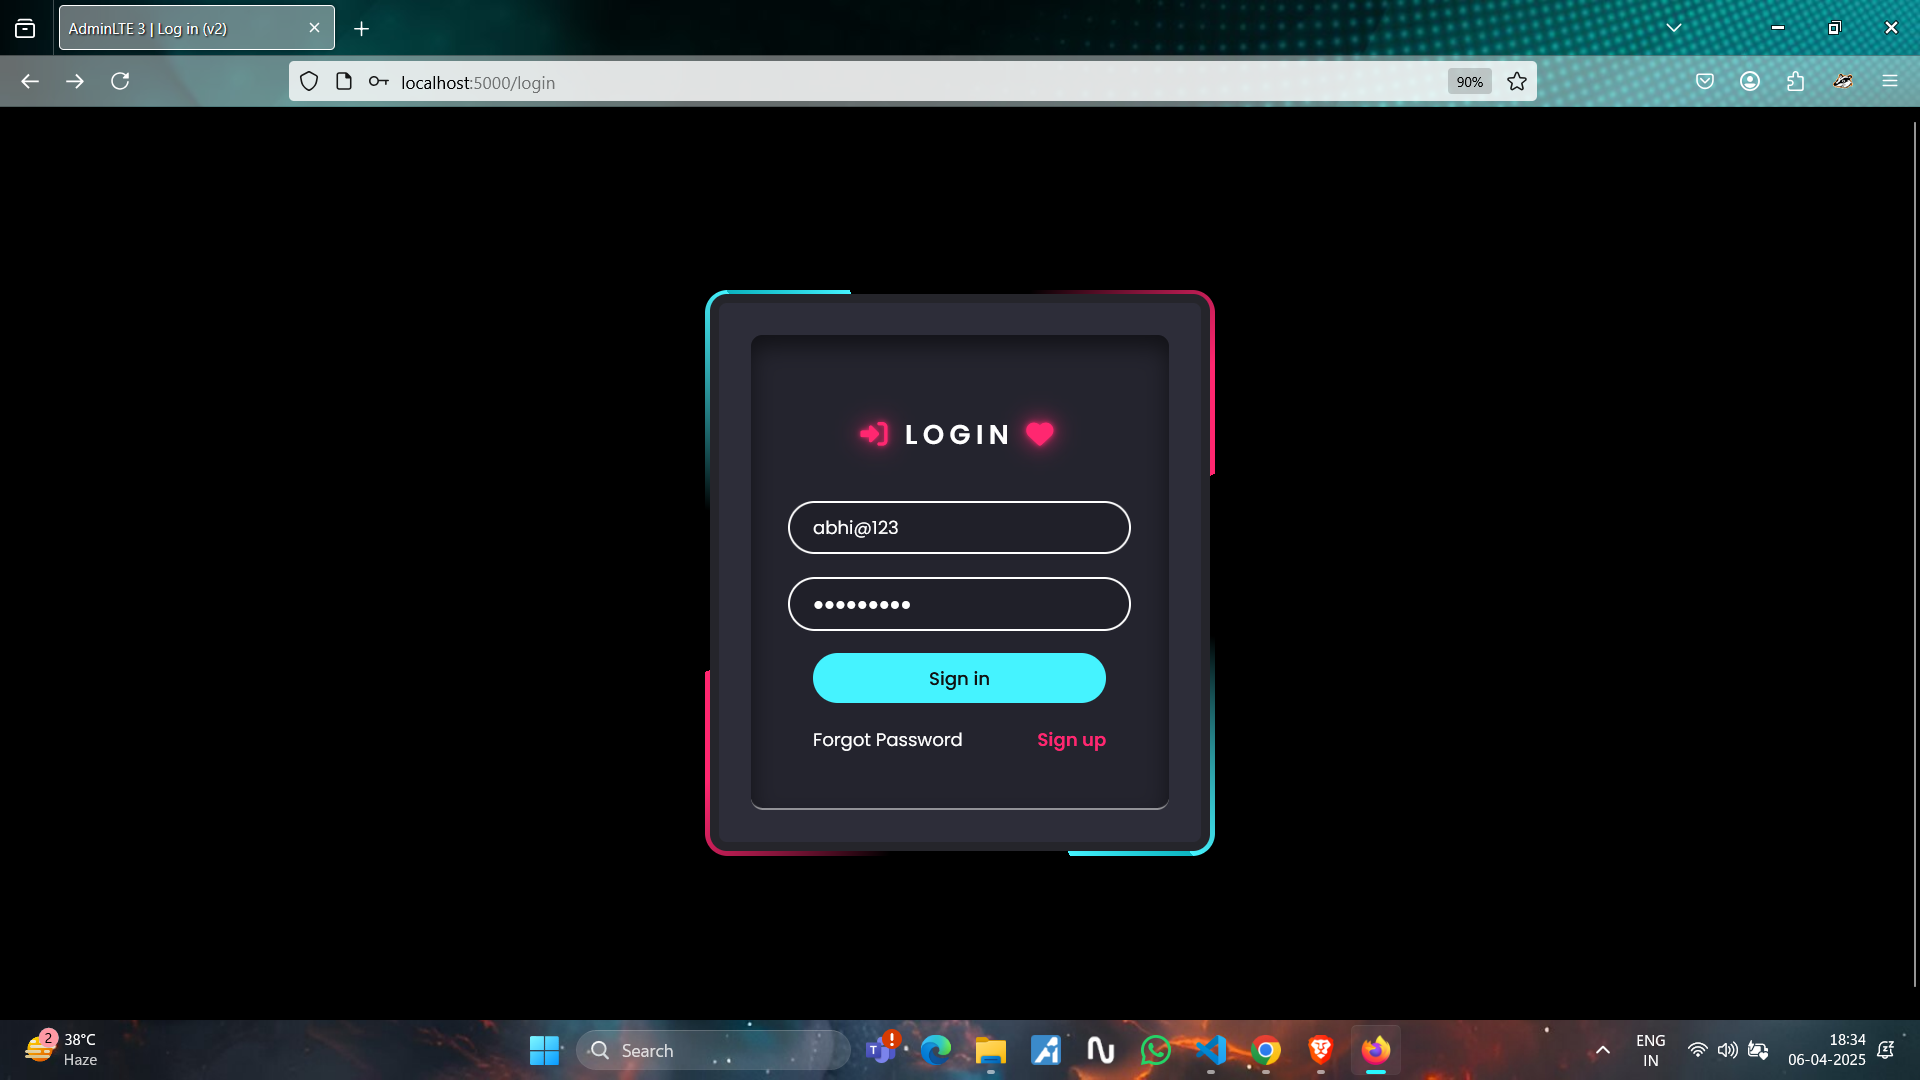 AdminLTE 3 | Log in (v2)
localhost:5000/login
90%
LOGIN
abhi@123
Sign in
Forgot Password
Sign up
2
38°C
Haze
Search
T
ENG
IN
18:34
06-04-2025